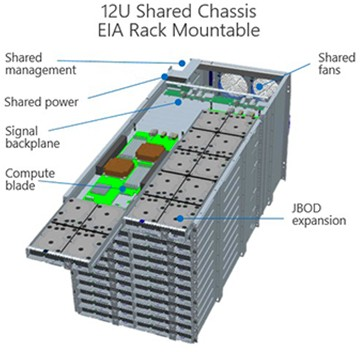 12U Shared Chassis
EIA Rack Mountable
Shared
management
Shared
fans
Shared power
Signal
backplane
Compute
blade
JBOD
expansion